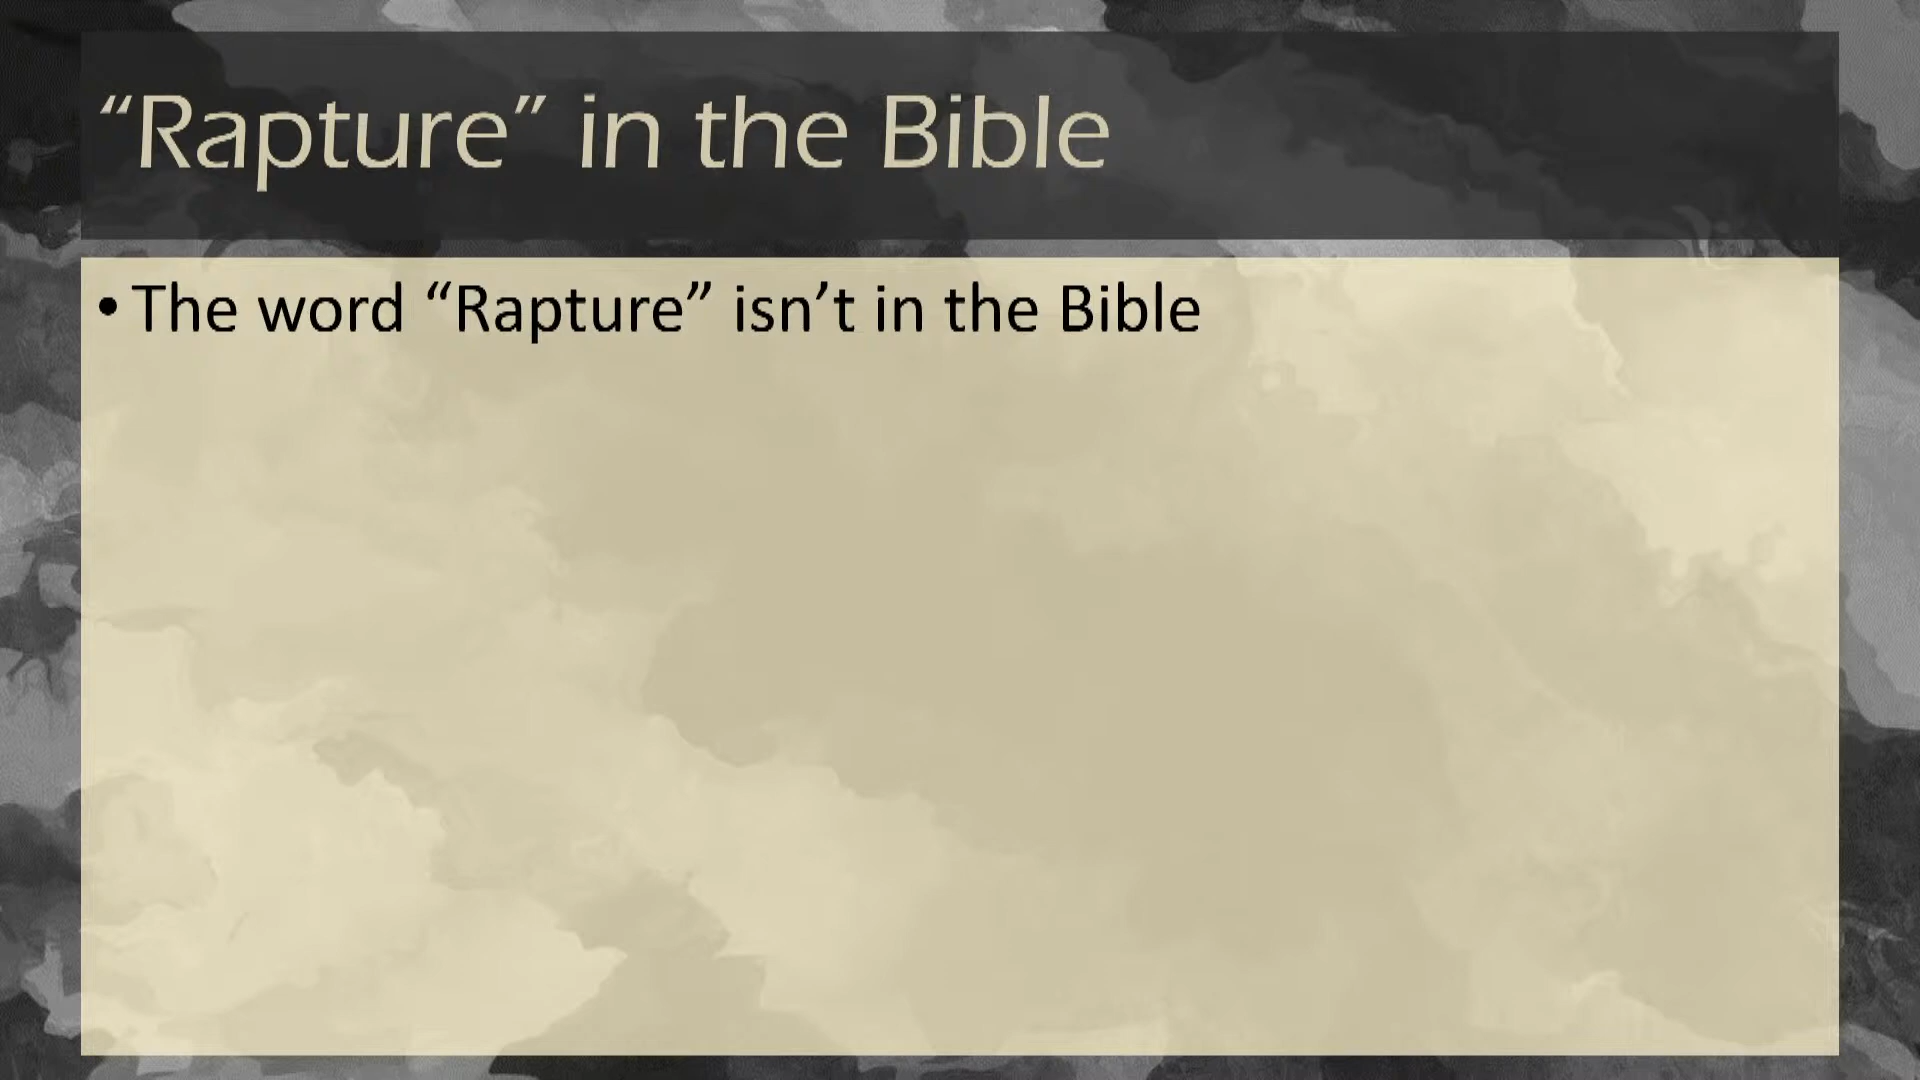 “Rapture” in the Bible
• The word “Rapture” isn’t in the Bible